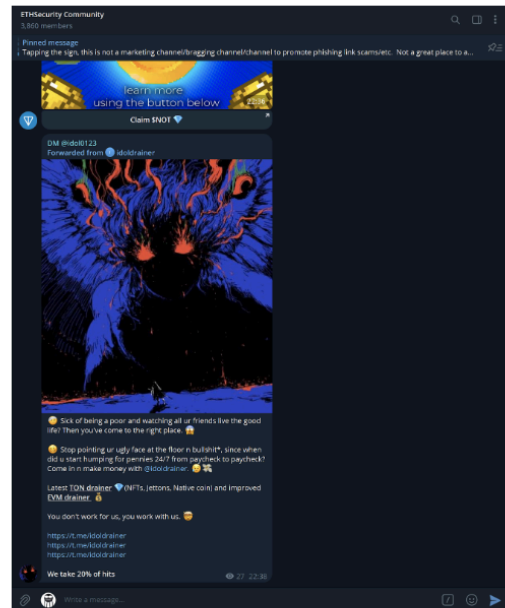 ETHSecurity Community
3,860 members
Pinned message
Tapping the sign, this is not a marketing channel/bragging channel/channel to promote phishing link scams/etc. Not a great place to a...
learn more
using the button below
22:36
Claim $NOT 💎
DM @idol0123
Forwarded from idoldrainer
Sick of being a poor and watching all ur friends live the good
life? Then you've come to the right place. 😱
Stop pointing ur ugly face at the floor n bullshit*, since when
did u start humping for pennies 24/7 from paycheck to paycheck?
Come in n make money with @idoldrainer.
Latest TON drainer 💎 (NFTs, Jettons, Native coin) and improved
EVM drainer 💰
You don't work for us, you work with us. 🤯
https://t.me/idoldrainer
https://t.me/idoldrainer
https://t.me/idoldrainer
We take 20% of hits
27 22:36
Write a message...